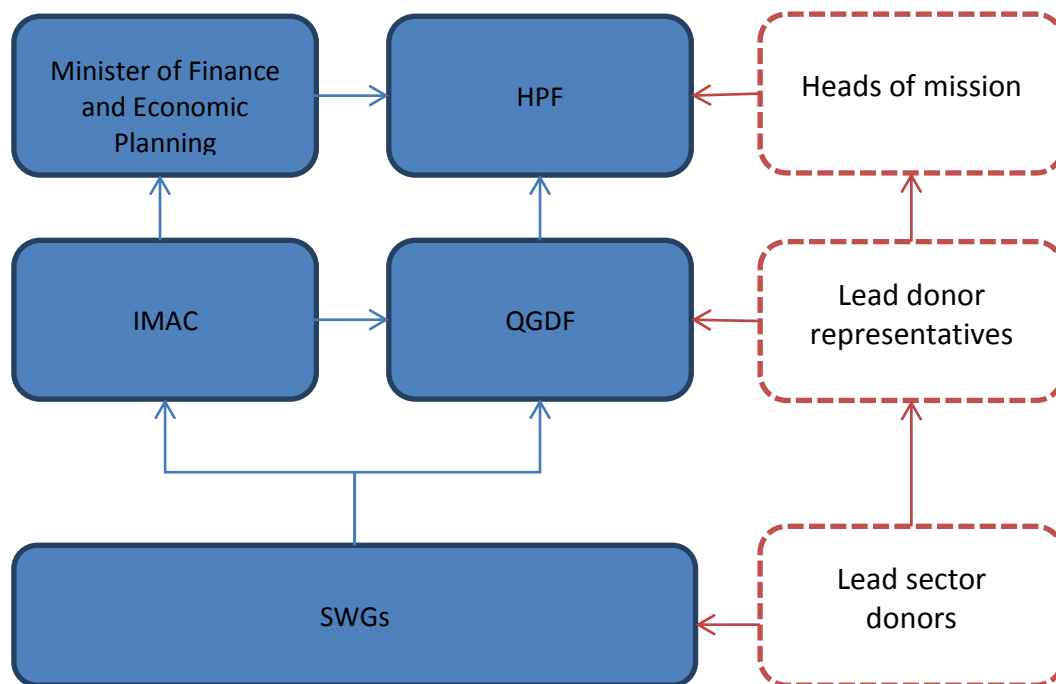 Minister of Finance
and Economic
Planning
HPF
Heads of mission
IMAC
QGDF
Lead donor
representatives
SWGs
Lead sector
donors